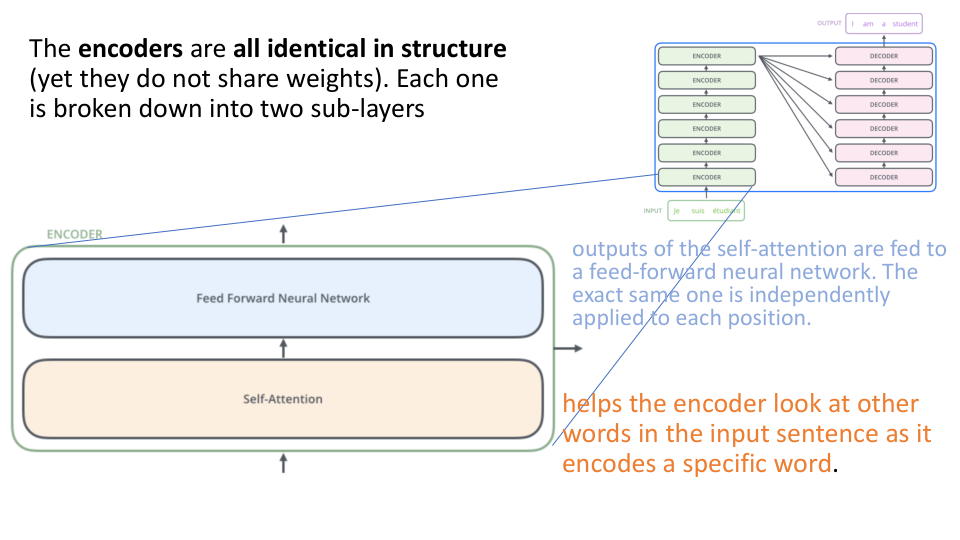 The encoders are all identical in structure
(yet they do not share weights). Each one
is broken down into two sub-layers
OUTPUT I am a student
ENCODER DECODER
ENCODER DECODER
ENCODER DECODER
ENCODER DECODER
ENCODER DECODER
ENCODER DECODER
INPUT Je suis étudiant
ENCODER
Feed Forward Neural Network
Self-Attention
outputs of the self-attention are fed to
a feed-forward neural network. The
exact same one is independently
applied to each position.
helps the encoder look at other
words in the input sentence as it
encodes a specific word.